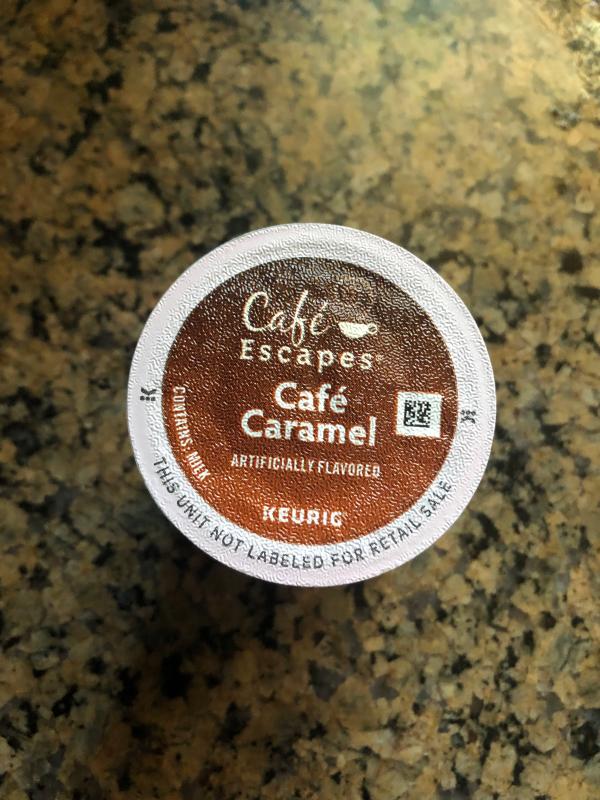 Café
Escapes®
Café
Caramel
ARTIFICIALLY FLAVORED
CONTAINS MILK
KEURIG
THIS UNIT NOT LABELED FOR RETAIL SALE